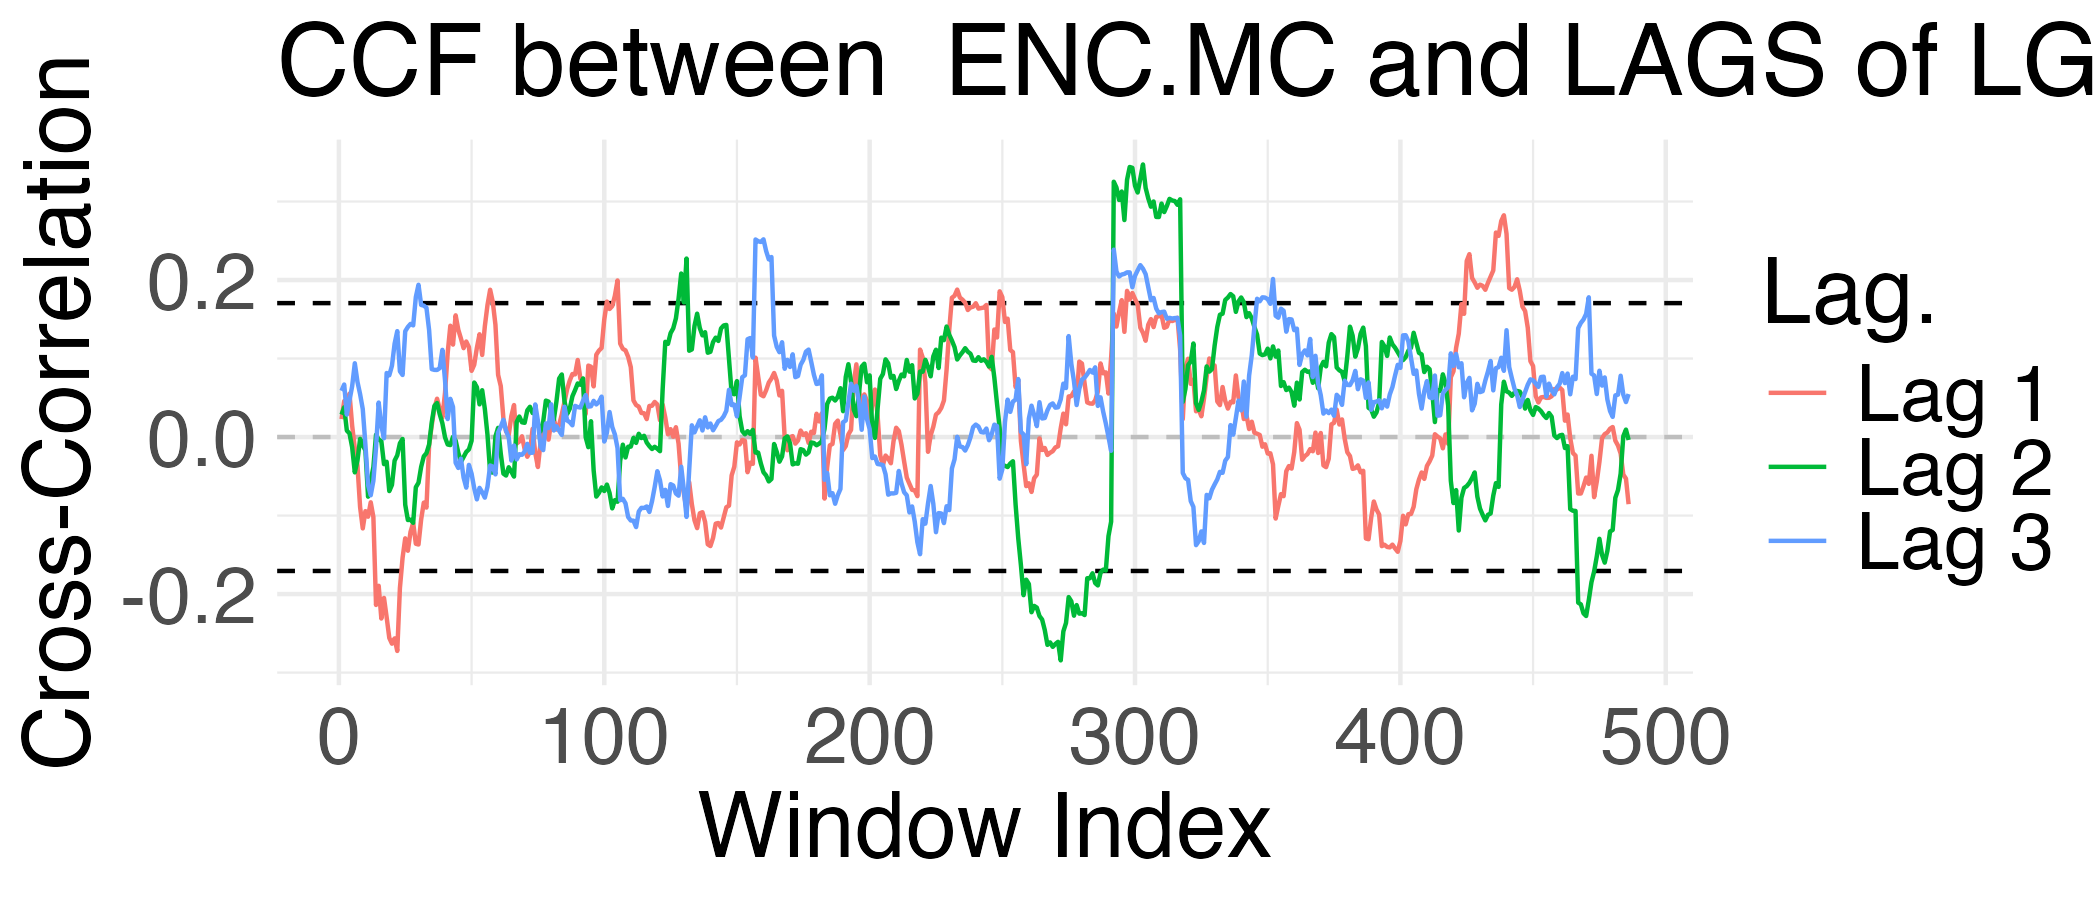 CCF between  ENC.MC and LAGS of LG
Cross-Correlation
0.2
0.0
-0.2
0
100
200
300
400
500
Window Index
Lag.
Lag 1
Lag 2
Lag 3